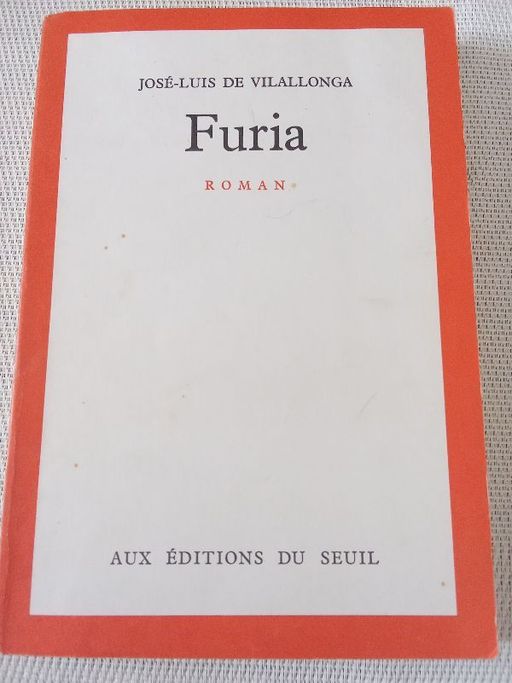 JOSÉ-LUIS DE VILALLONGA
Furia
ROMAN
AUX ÉDITIONS DU SEUIL